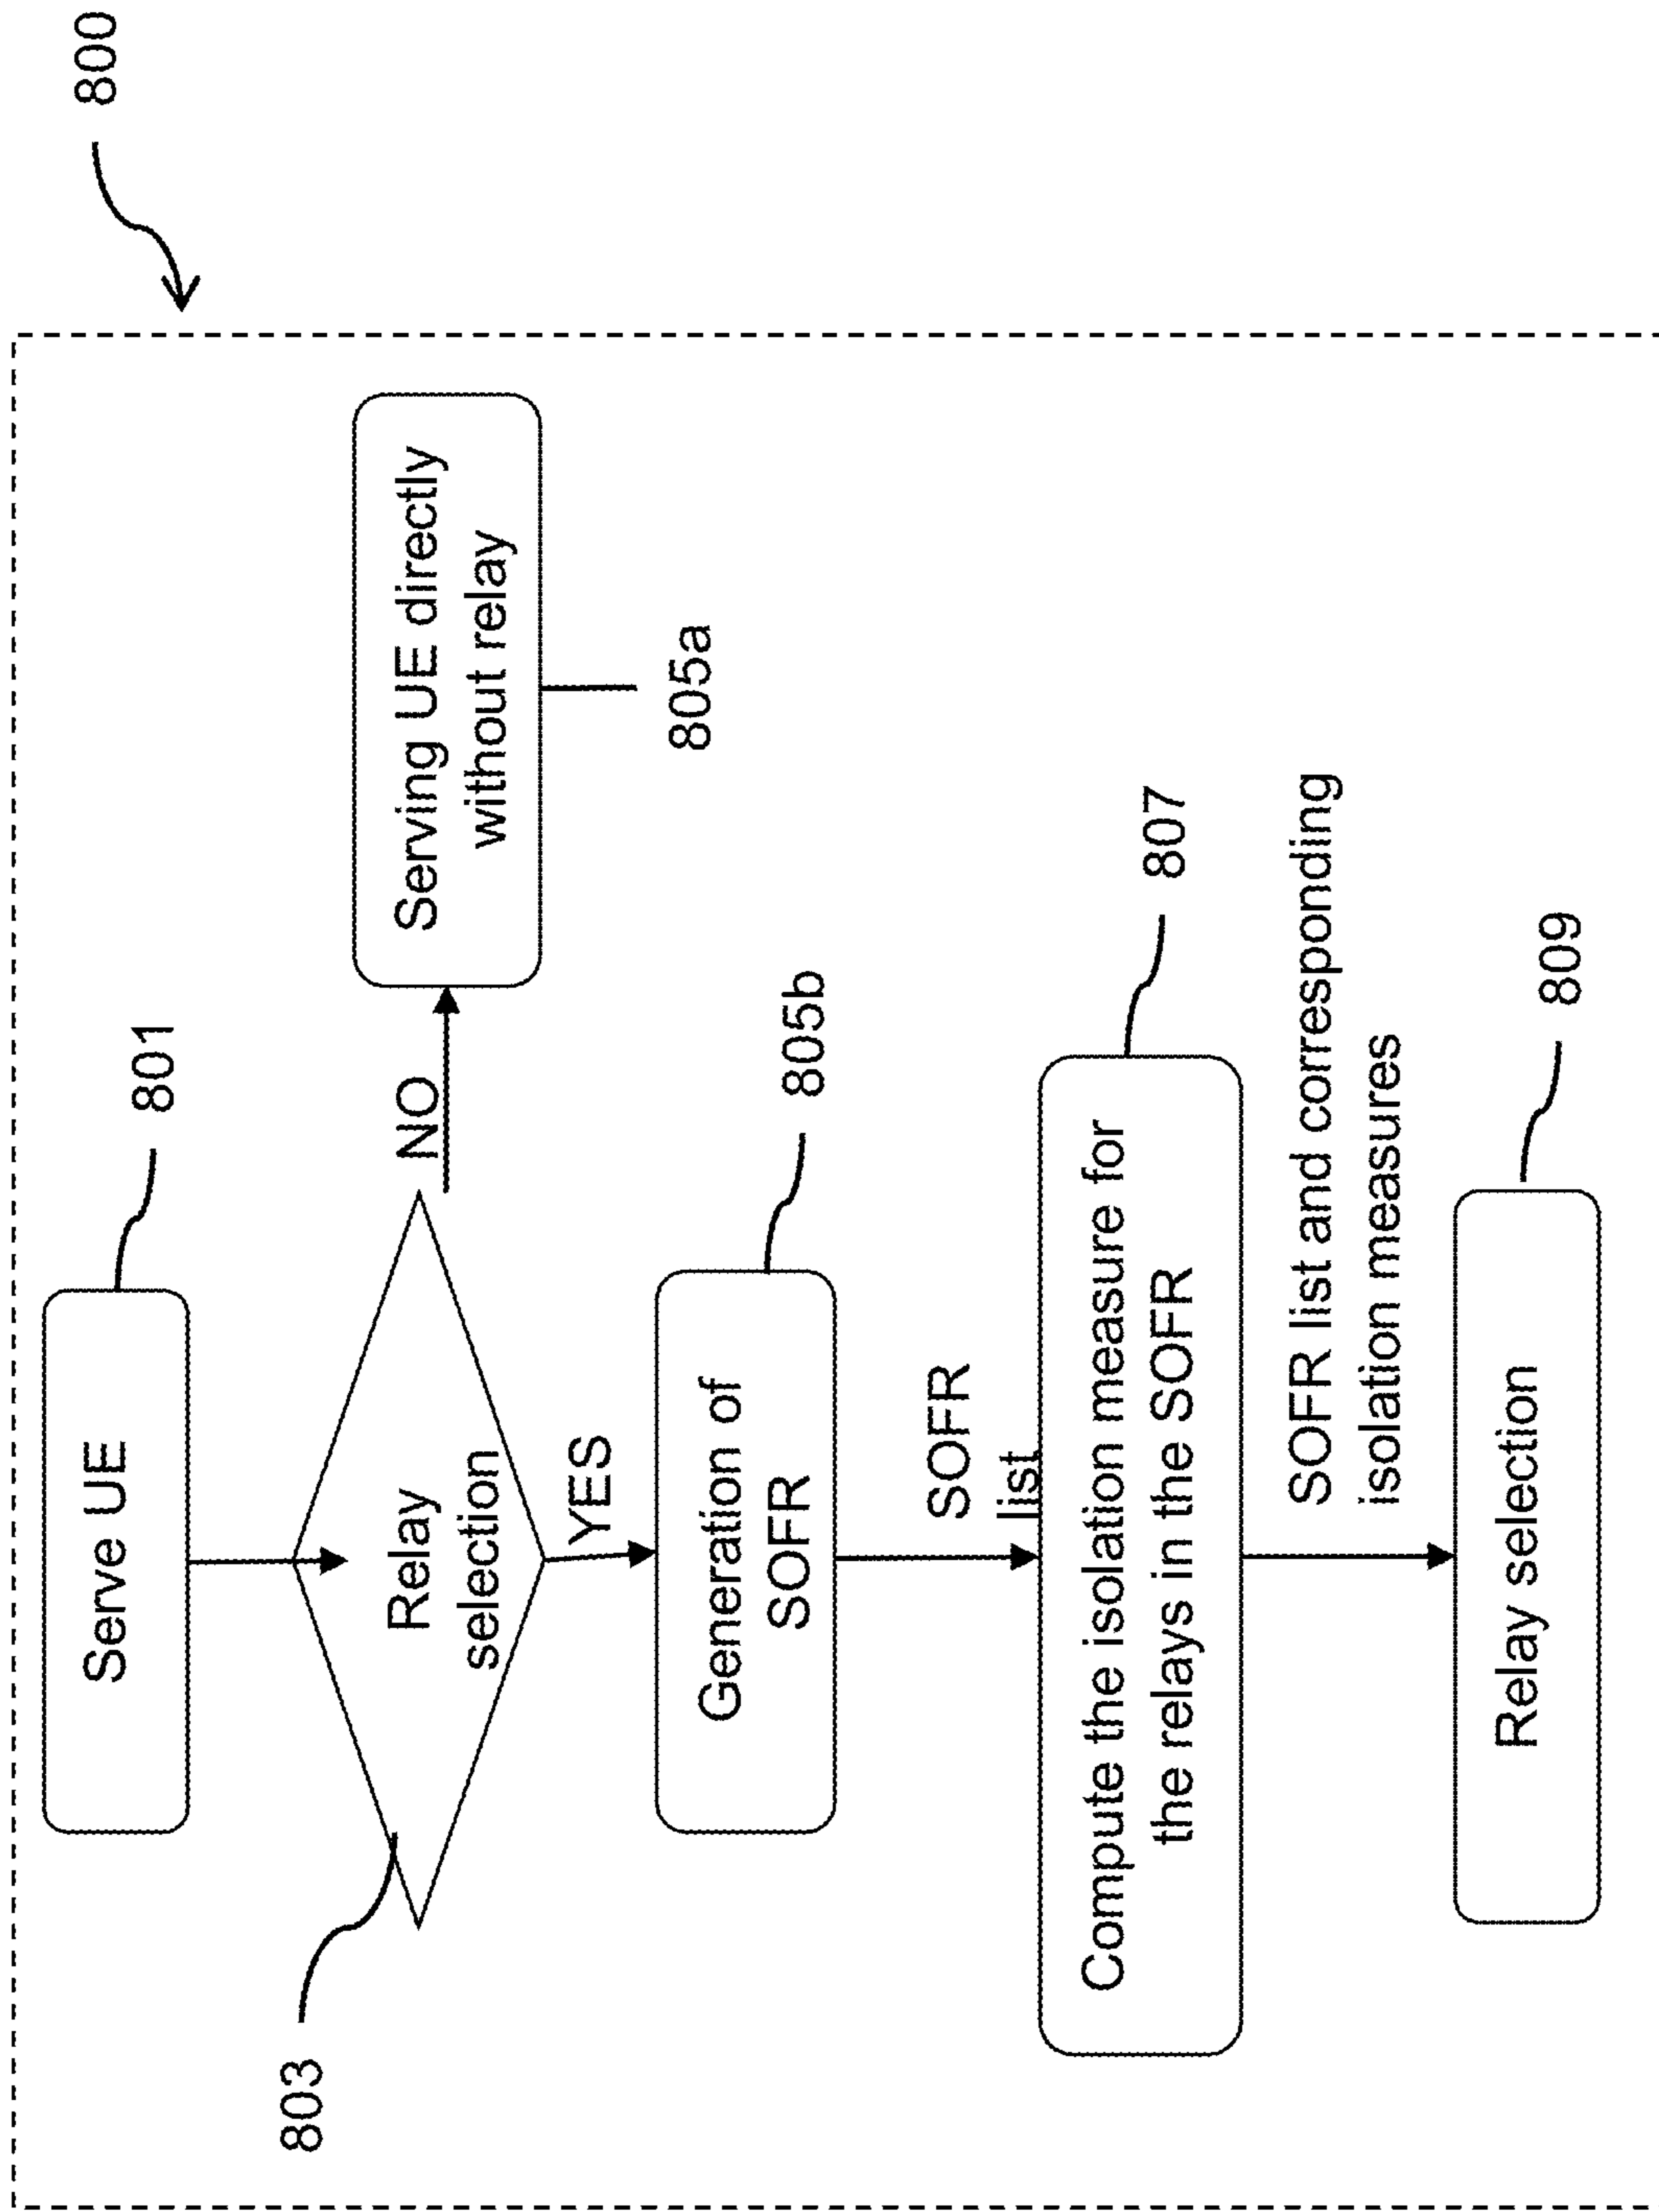 800
Serve UE
801
803
Relay
selection
NO
Serving UE directly
without relay
805a
YES
Generation of
SOFR
805b
SOFR
list
Compute the isolation measure for
the relays in the SOFR
807
SOFR list and corresponding
isolation measures
Relay selection
809